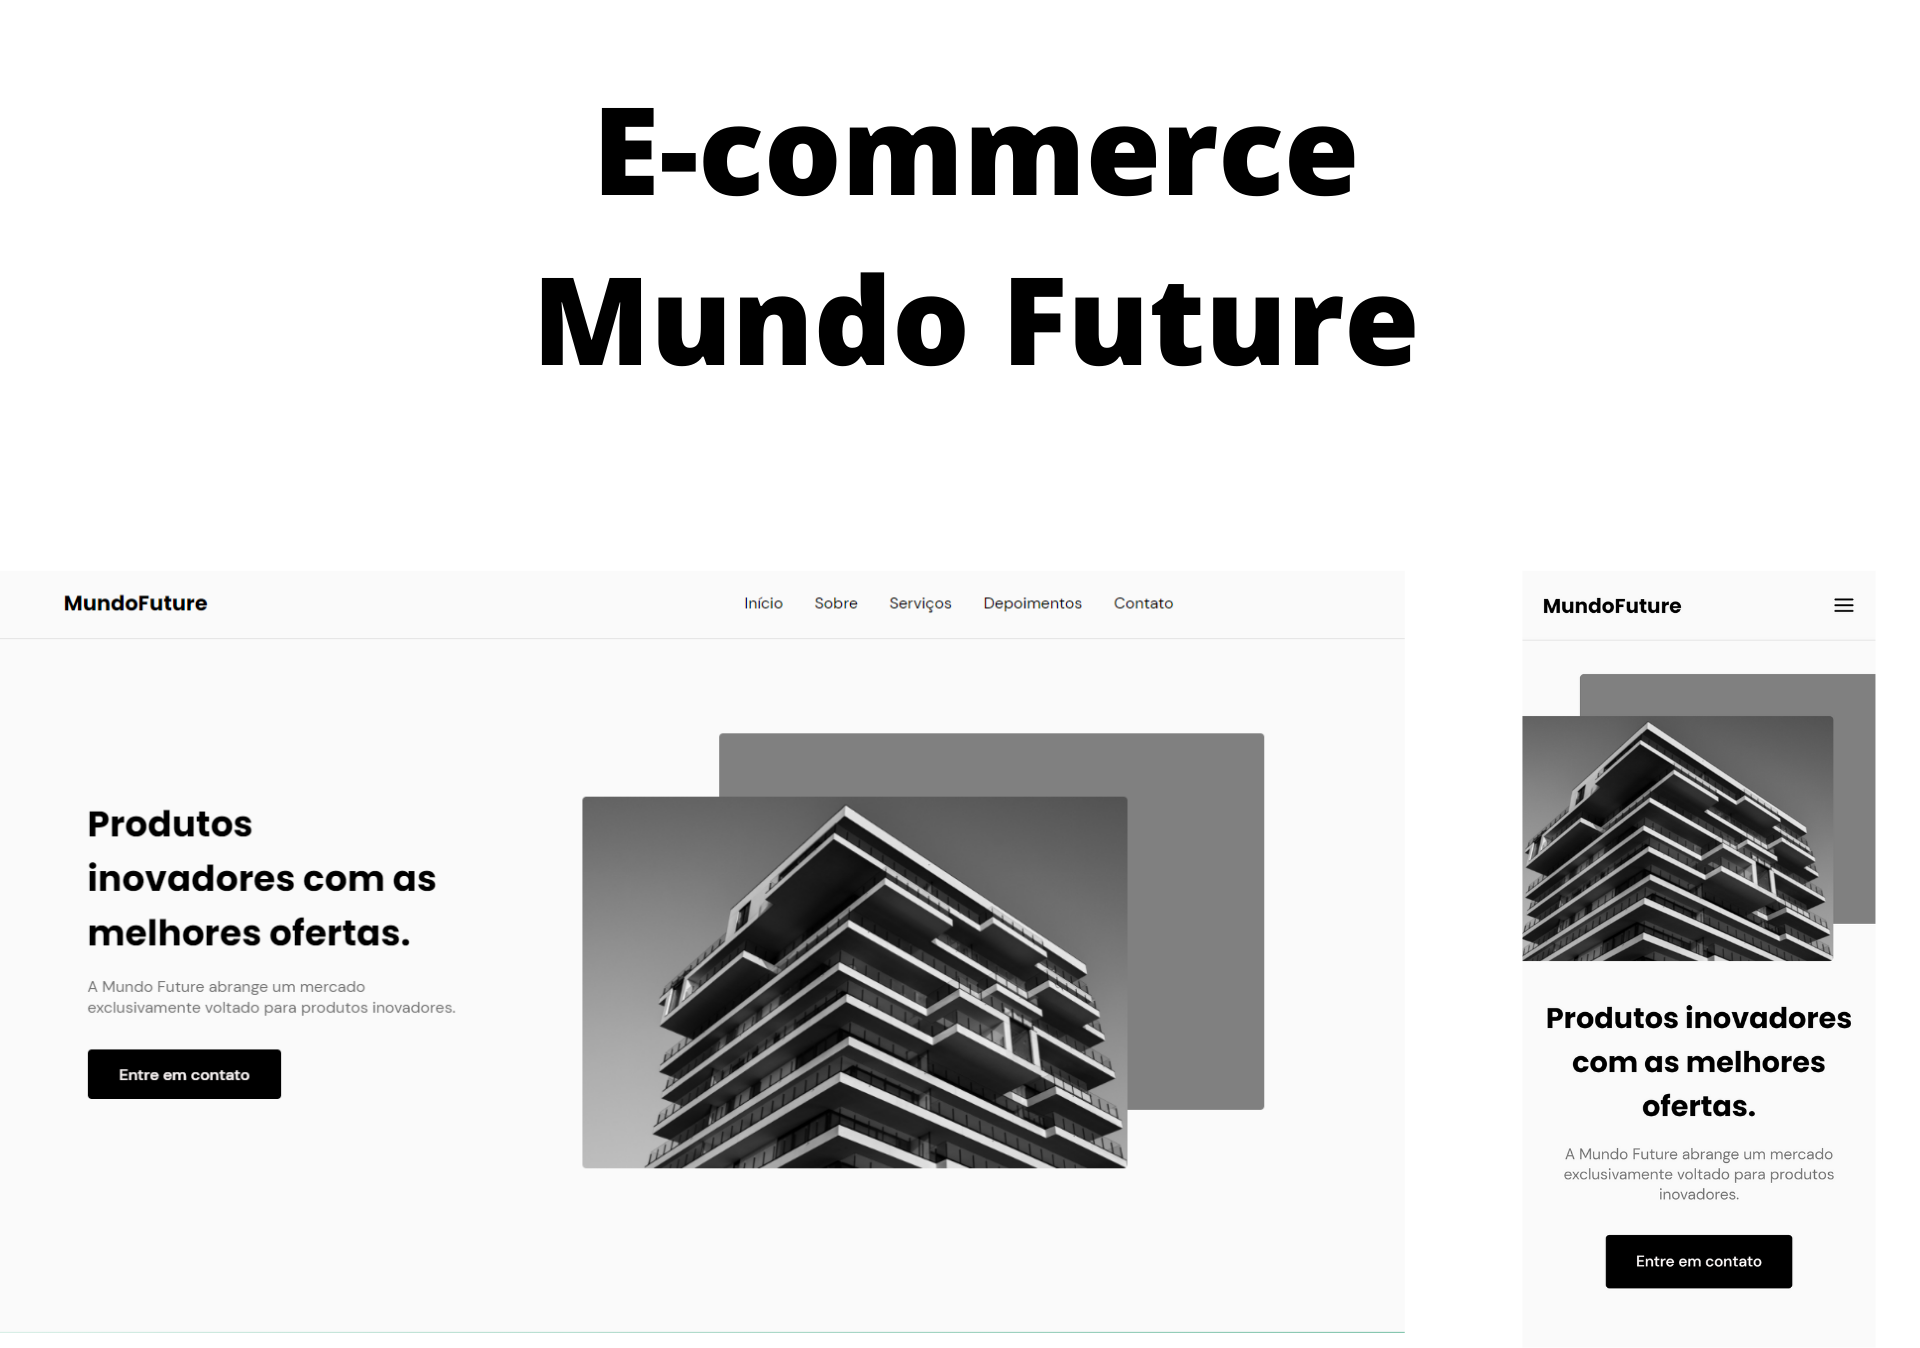 E-commerce
Mundo Future
MundoFuture
Início Sobre Serviços Depoimentos Contato
Produtos
inovadores com as
melhores ofertas.
A Mundo Future abrange um mercado
exclusivamente voltado para produtos inovadores.
Entre em contato
MundoFuture
Produtos inovadores
com as melhores
ofertas.
A Mundo Future abrange um mercado
exclusivamente voltado para produtos
inovadores.
Entre em contato